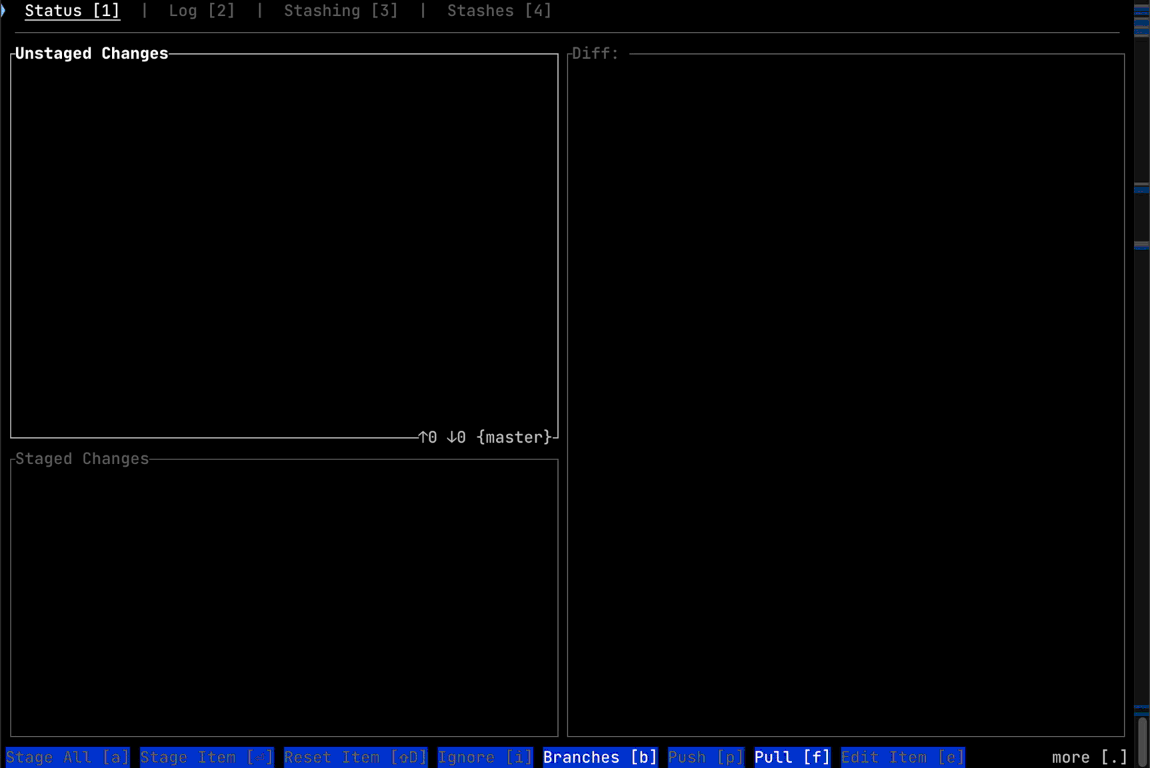 Status [1] | Log [2] | Stashing [3] | Stashes [4]
Unstaged Changes
Diff:
↑0 ↓0 {master}
Staged Changes
Stage All [a] Stage Item [⏎] Reset Item [⇧D] Ignore [i] Branches [b] Push [p] Pull [f] Edit Item [e] more [.]